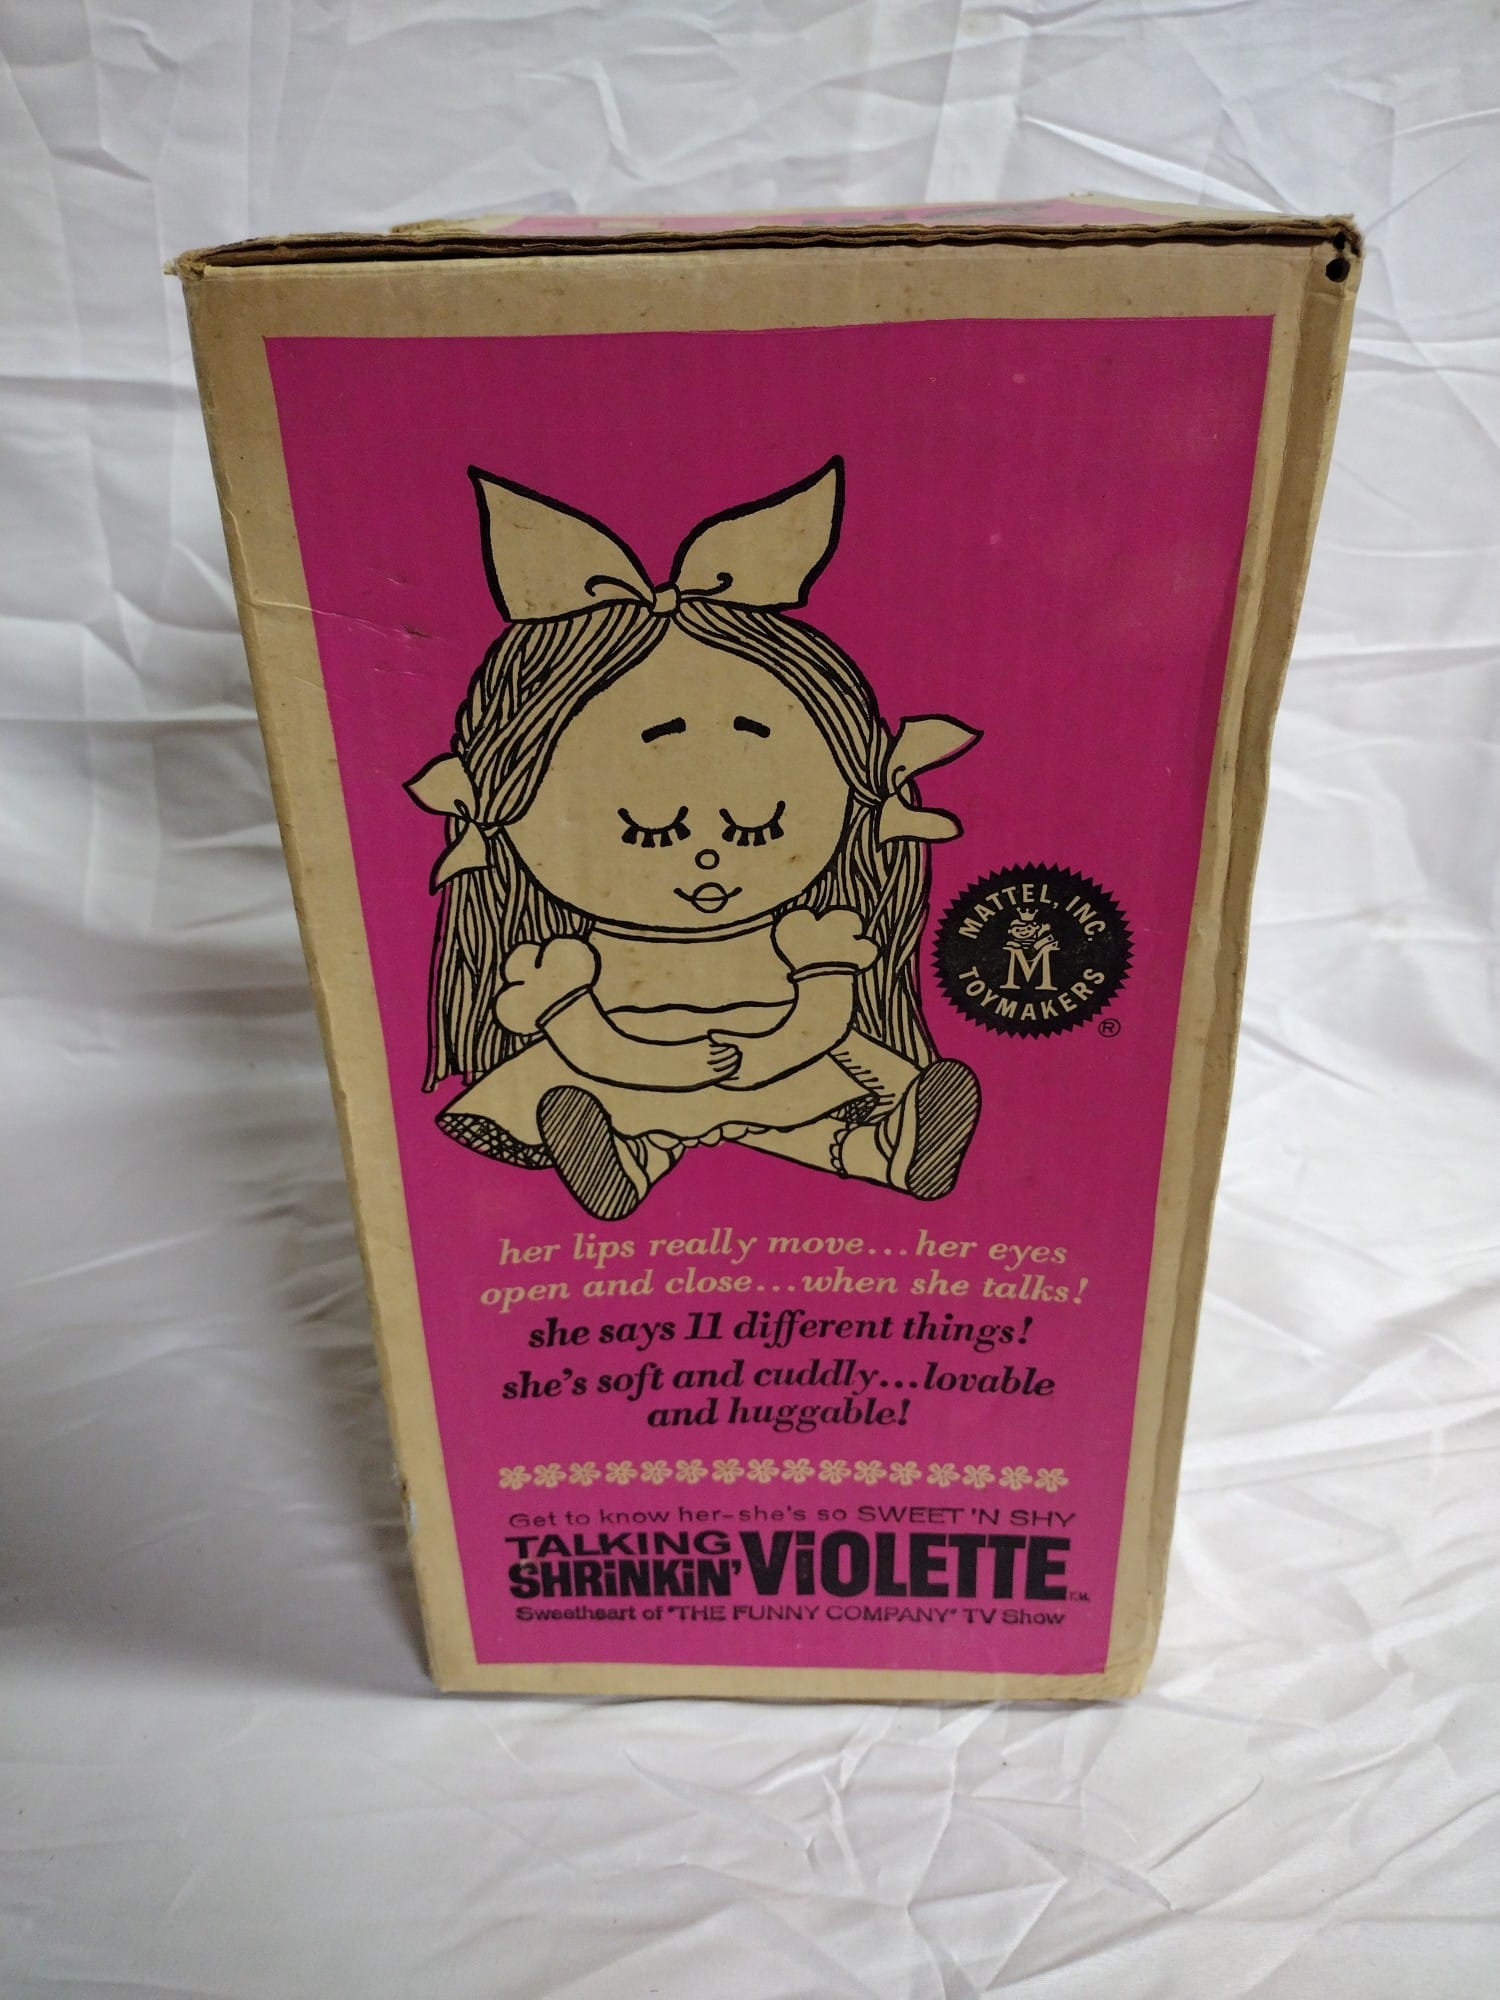 MATTEL, INC.
M
TOYMAKERS
®
her lips really move...her eyes
open and close...when she talks!
she says 11 different things!
she's soft and cuddly...lovable
and huggable!
Get to know her-she's so SWEET 'N SHY
TALKING
SHRiNKiN' ViOLETTE T.M.
Sweetheart of "THE FUNNY COMPANY" TV Show